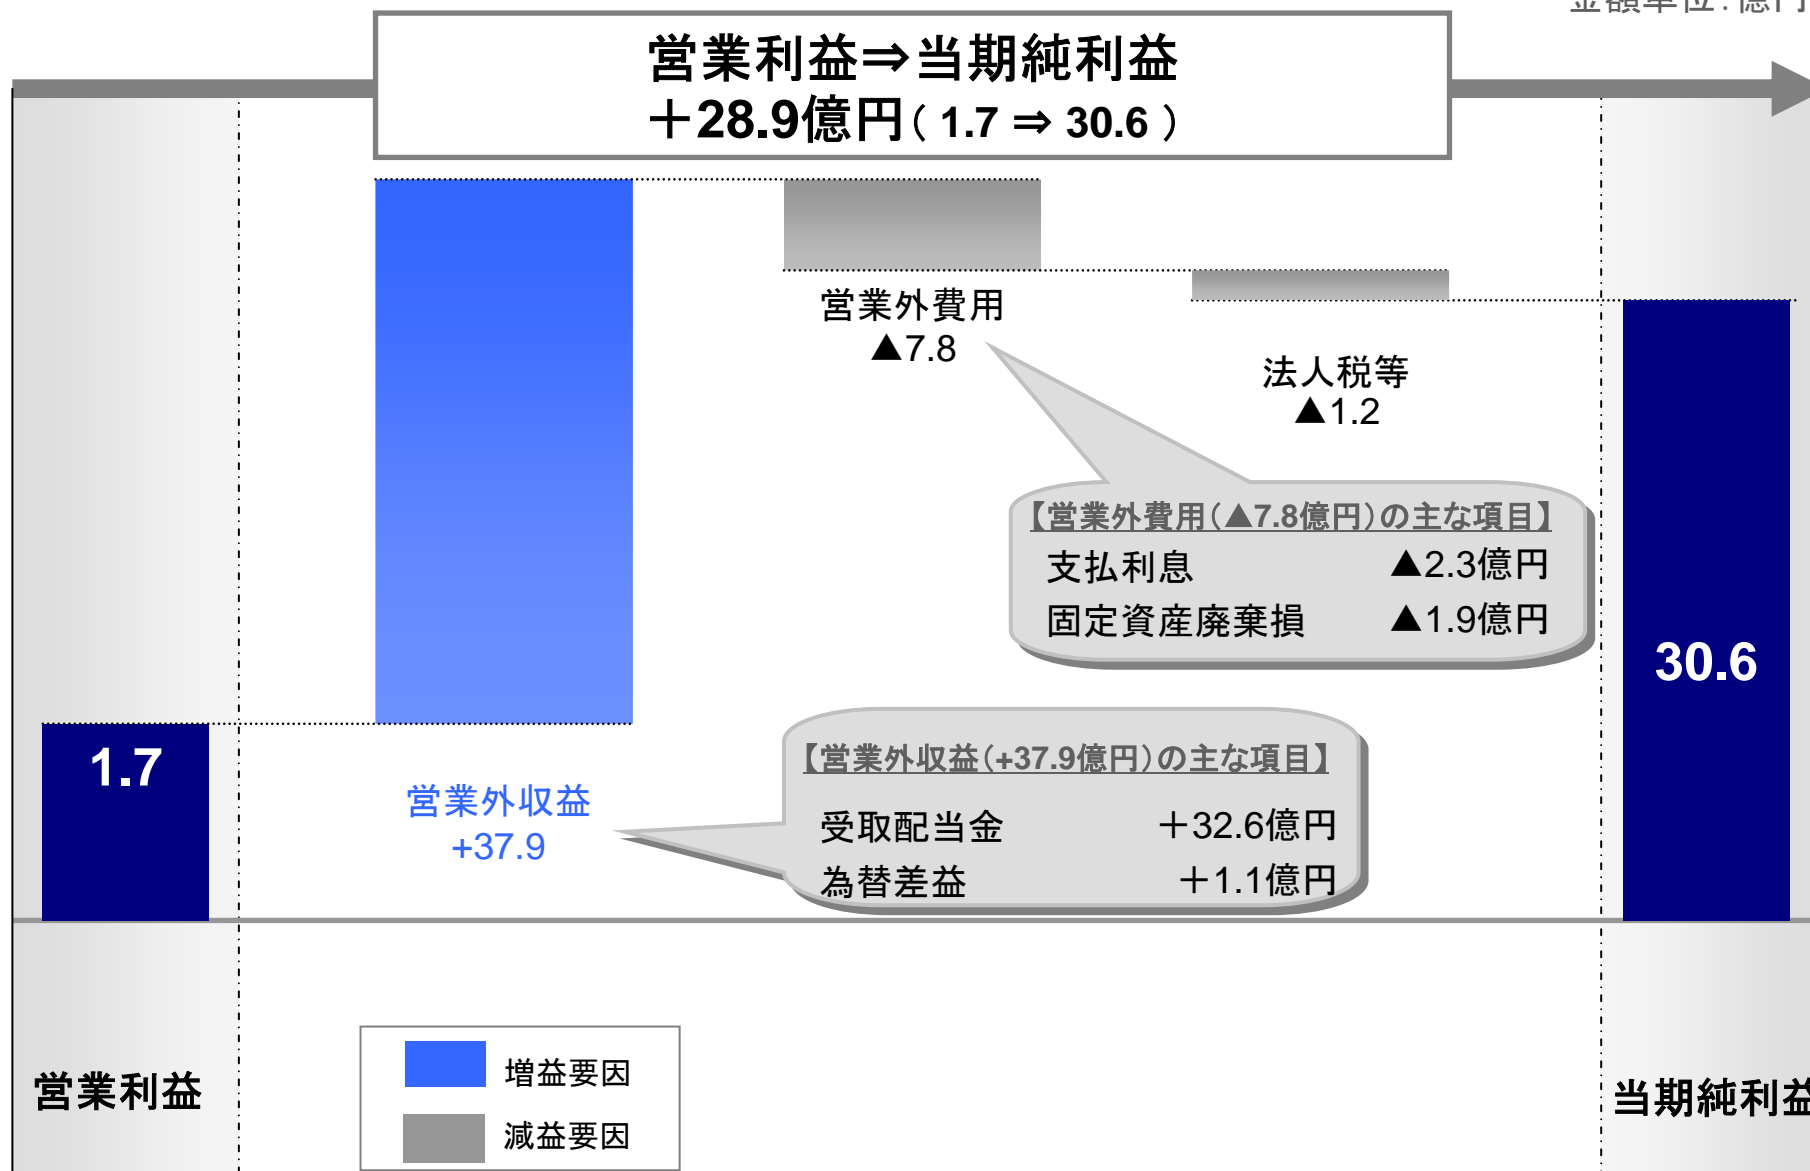 金額単位：億円
営業利益⇒当期純利益
＋28.9億円（ 1.7 ⇒ 30.6 ）
営業外費用
▲7.8
法人税等
▲1.2
【営業外費用（▲7.8億円）の主な項目】
支払利息 ▲2.3億円
固定資産廃棄損 ▲1.9億円
30.6
1.7
営業外収益
+37.9
【営業外収益（+37.9億円）の主な項目】
受取配当金 ＋32.6億円
為替差益 ＋1.1億円
営業利益
増益要因
減益要因
当期純利益